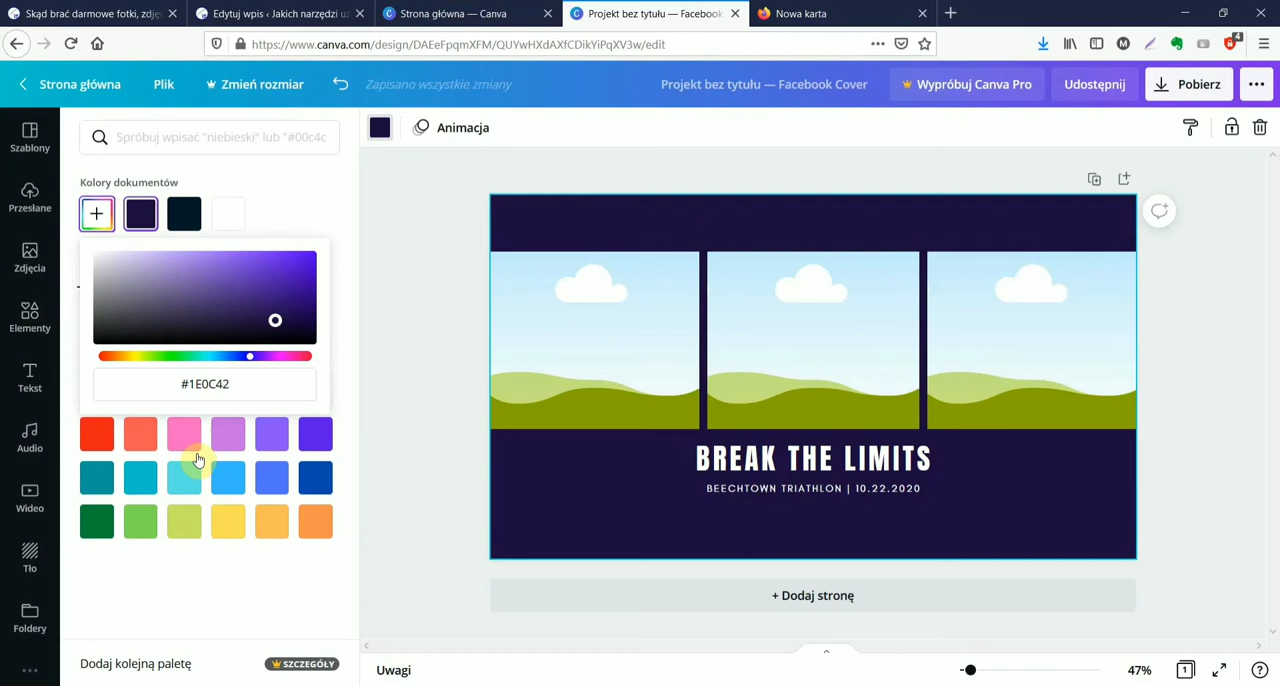 Skąd brać darmowe fotki, zdję
Edytuj wpis ‹ Jakich narzędzi uż
Strona główna — Canva
Projekt bez tytułu — Facebook
Nowa karta
https://www.canva.com/design/DAEeFpqmXFM/QUYwHXdAXfCDikYiPqXV3w/edit
4
Strona główna
Plik
Zmień rozmiar
Zapisano wszystkie zmiany
Projekt bez tytułu — Facebook Cover
Wypróbuj Canva Pro
Udostępnij
Pobierz
Szablony
Przesłane
Zdjęcia
Elementy
Tekst
Audio
Wideo
Tło
Foldery
Spróbuj wpisać "niebieski" lub "#00c4c
Kolory dokumentów
#1E0C42
Dodaj kolejną paletę
SZCZEGÓŁY
Animacja
BREAK THE LIMITS
BEECHTOWN TRIATHLON | 10.22.2020
+ Dodaj stronę
Uwagi
47%
1